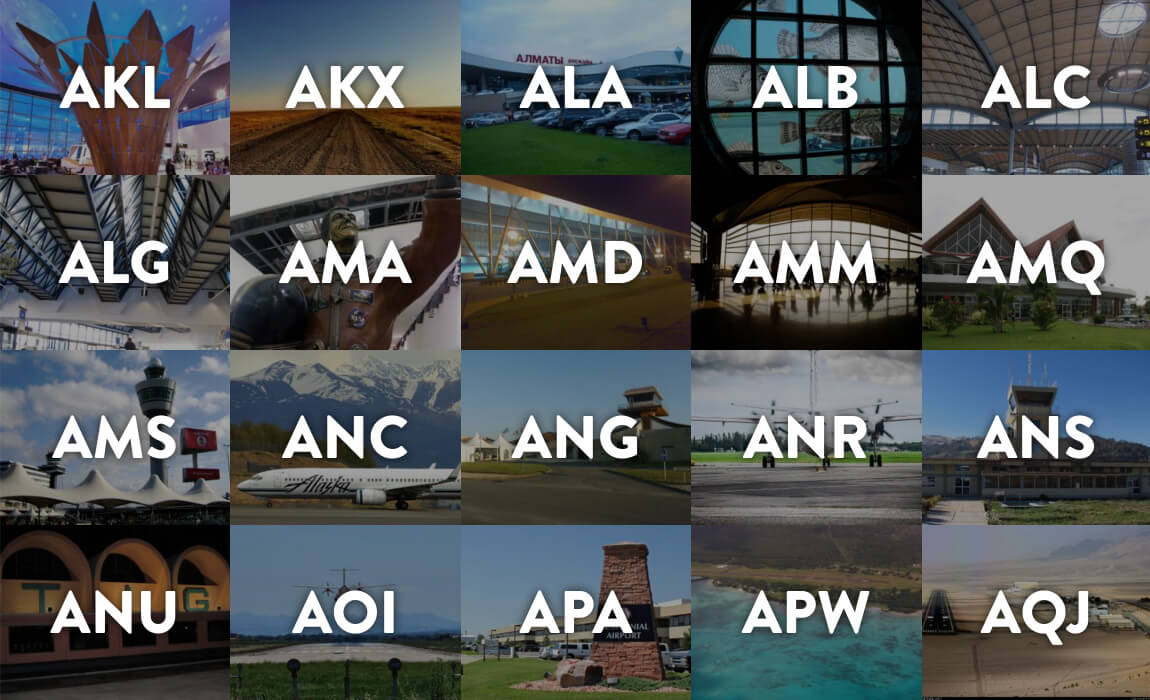 AKL
AKX
АЛМАТЫ
ALA
ALB
ALC
ALG
AMA
AMD
AMM
AMQ
AMS
ANC
Alaska
ANG
ANR
ANS
T
G
ANU
AOI
APA
AIRPORT
APW
AQJ